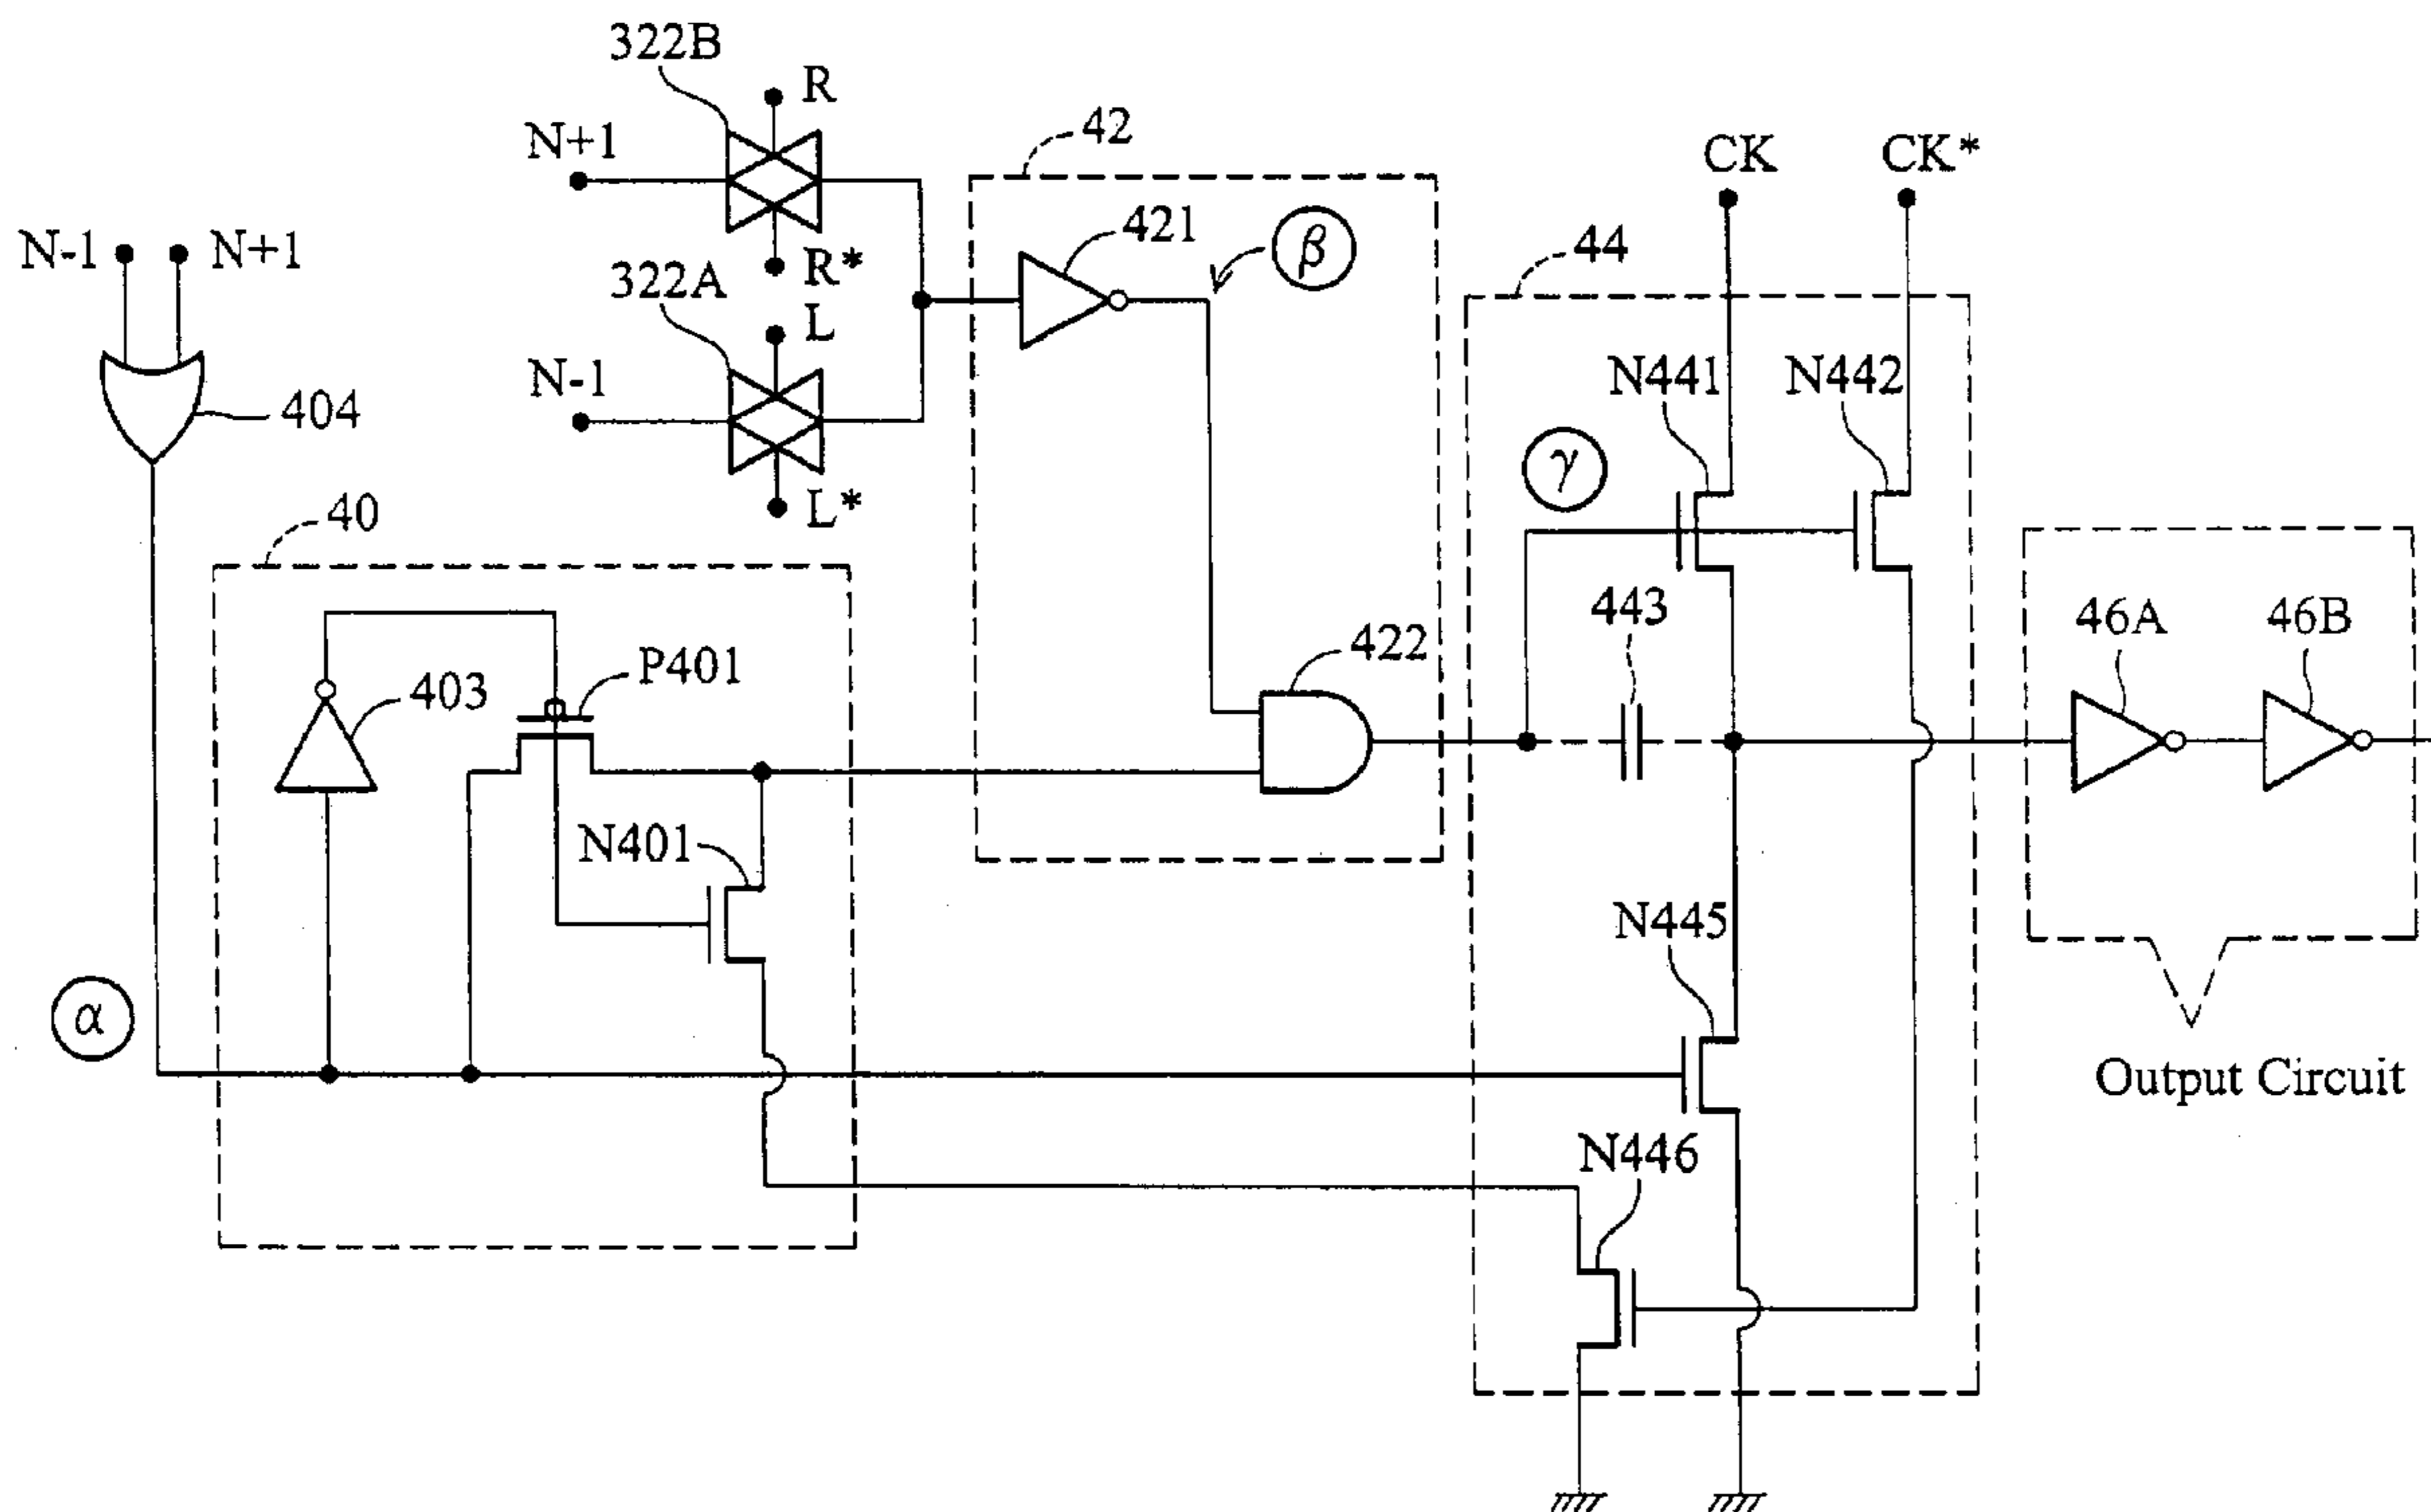 322B
R
N+1
42
CK
CK*
421
β
N-1
N+1
R*
44
322A
L
N-1
N441
N442
404
γ
L*
40
443
46A
46B
422
P401
403
N401
N445
α
Output Circuit
N446